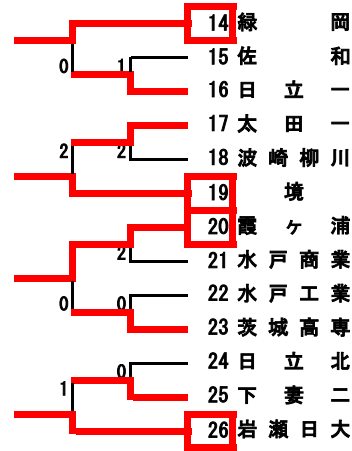 14 緑岡
0 1 15 佐和
16 日立一
17 太田一
2 2 18 波崎柳川
19 境
20 霞ヶ浦
2 21 水戸商業
0 0 22 水戸工業
23 茨城高専
0 24 日立北
1 25 下妻二
26 岩瀬日大